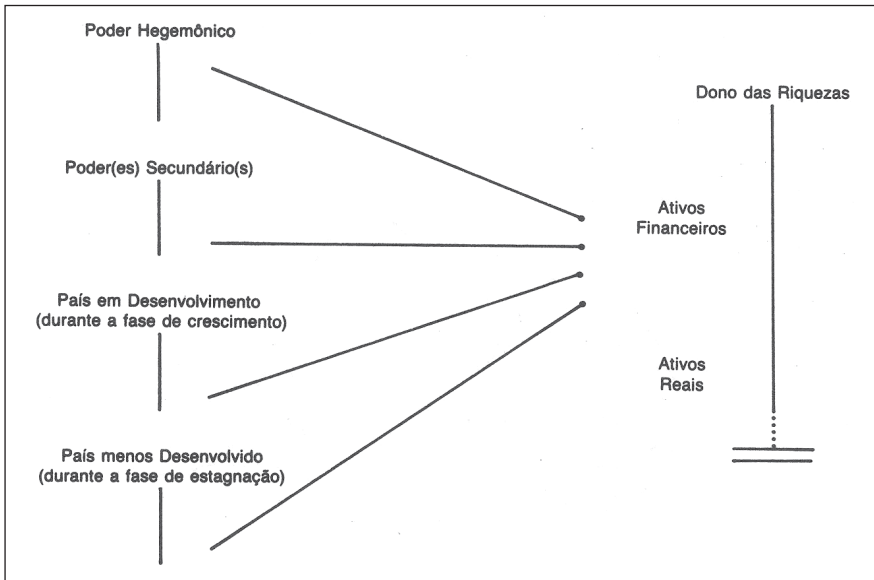 Poder Hegemônico
Dono das Riquezas
Poder(es) Secundário(s)
Ativos
Financeiros
País em Desenvolvimento
(durante a fase de crescimento)
Ativos
Reais
País menos Desenvolvido
(durante a fase de estagnação)